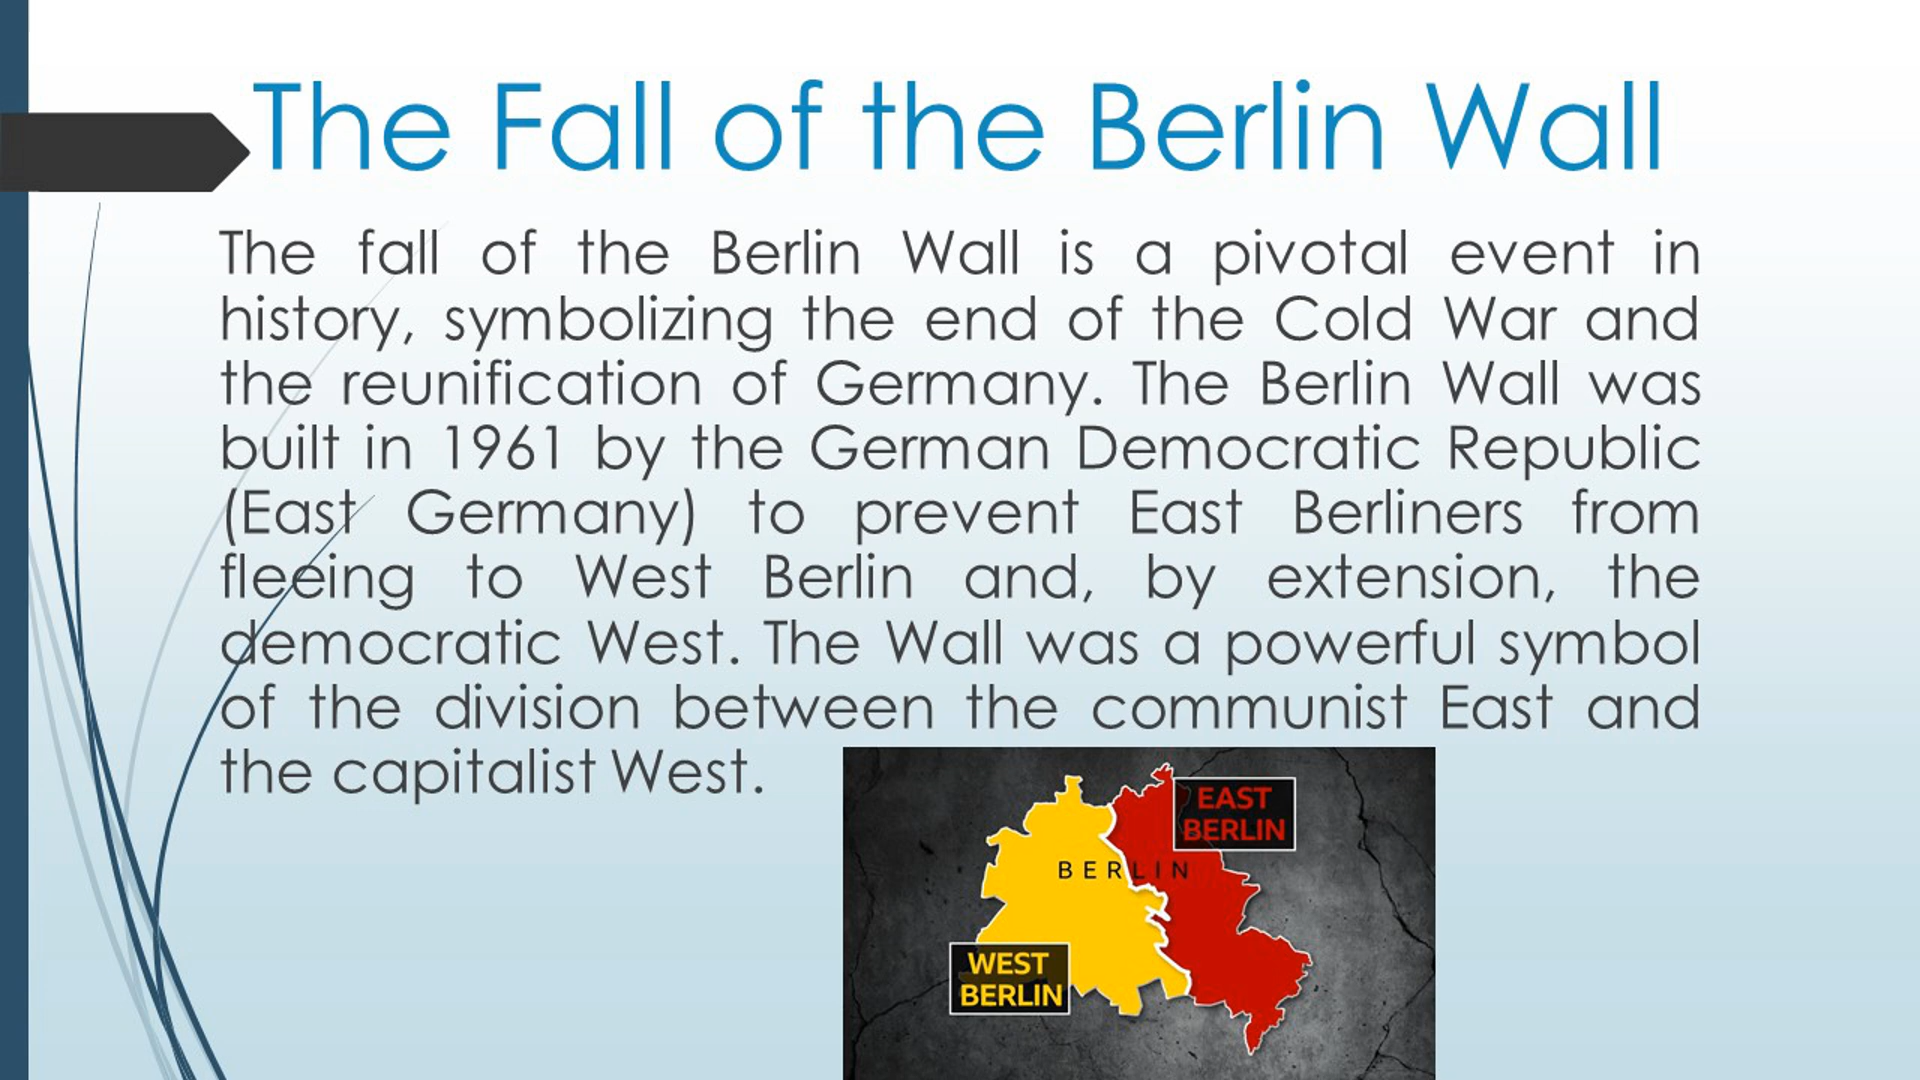 The Fall of the Berlin Wall
The fall of the Berlin Wall is a pivotal event in
history, symbolizing the end of the Cold War and
the reunification of Germany. The Berlin Wall was
built in 1961 by the German Democratic Republic
(East Germany) to prevent East Berliners from
fleeing to West Berlin and, by extension, the
democratic West. The Wall was a powerful symbol
of the division between the communist East and
the capitalist West.
EAST
BERLIN
BERLIN
WEST
BERLIN